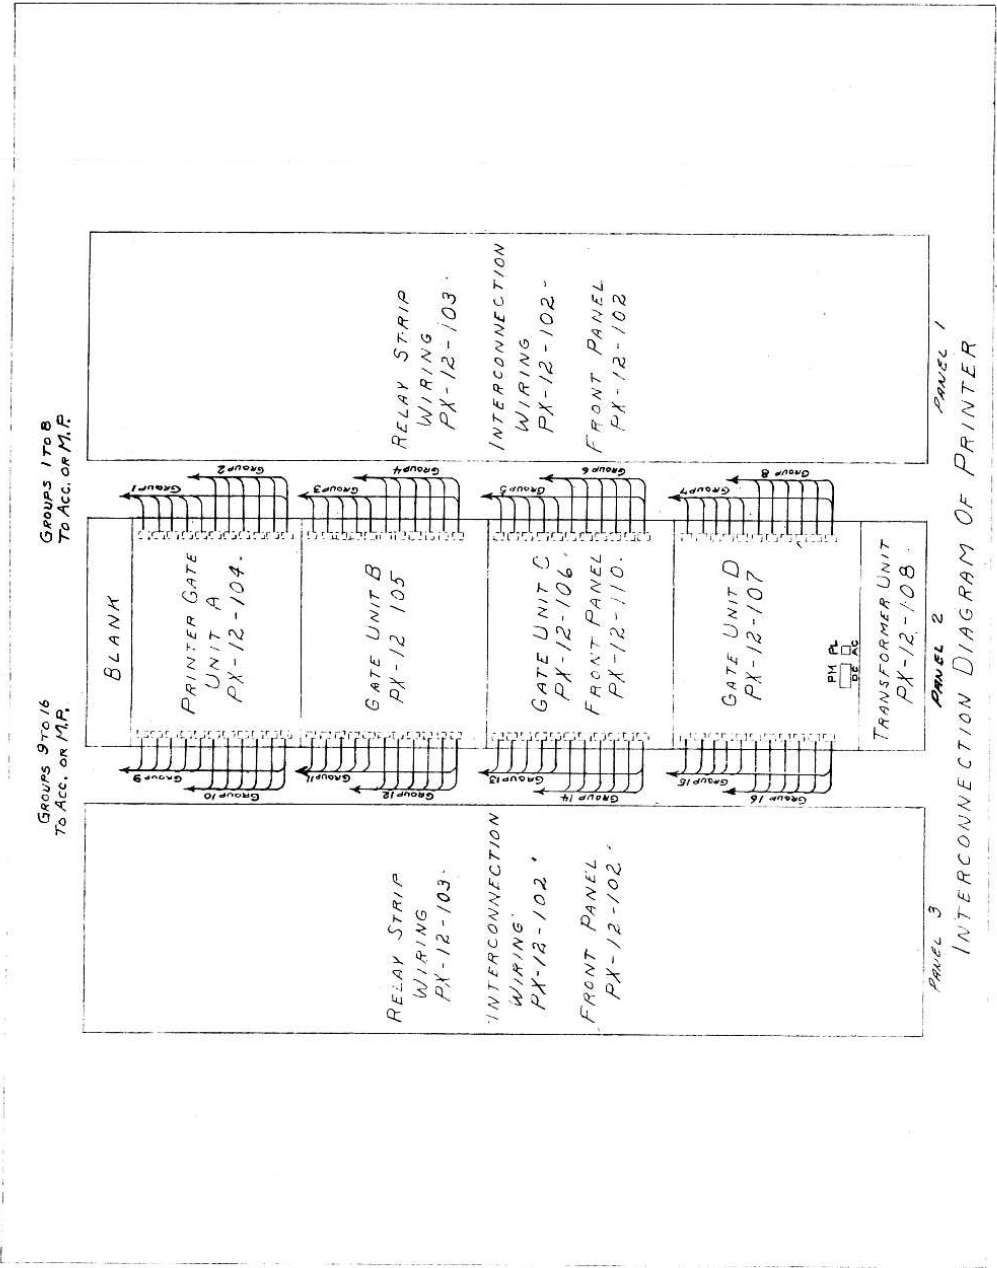 GROUPS 9 TO 16
TO ACC. OR M.P.
GROUPS 1 TO 8
TO ACC. OR M.P.
RELAY STRIP
WIRING
PX-12-103.
INTERCONNECTION
WIRING
PX-12-102
FRONT PANEL
PX-12-102
PANEL 3
GROUP 9
GROUP 10
GROUP 11
GROUP 12
GROUP 13
GROUP 14
GROUP 15
GROUP 16
BLANK
PRINTER GATE
UNIT A
PX-12-104.
GATE UNIT B
PX-12 105
GATE UNIT C
PX-12-106.
FRONT PANEL
PX-12-110.
GATE UNIT D
PX-12-107
PM PL
DC AC
TRANSFORMER UNIT
PX-12-108.
PANEL 2
GROUP 1
GROUP 2
GROUP 3
GROUP 4
GROUP 5
GROUP 6
GROUP 7
GROUP 8
RELAY STRIP
WIRING
PX-12-103.
INTERCONNECTION
WIRING
PX-12-102-
FRONT PANEL
PX-12-102
PANEL 1
INTERCONNECTION DIAGRAM OF PRINTER